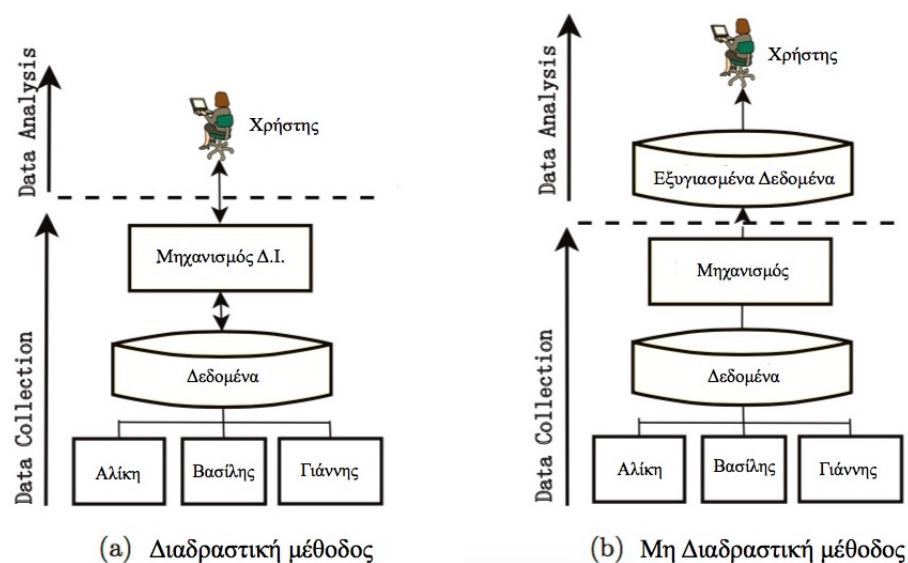 Data Analysis
Χρήστης
Μηχανισμός Δ.Ι.
Δεδομένα
Data Collection
Αλίκη
Βασίλης
Γιάννης
(a) Διαδραστική μέθοδος
Data Analysis
Χρήστης
Εξυγιασμένα Δεδομένα
Μηχανισμός
Δεδομένα
Data Collection
Αλίκη
Βασίλης
Γιάννης
(b) Μη Διαδραστική μέθοδος